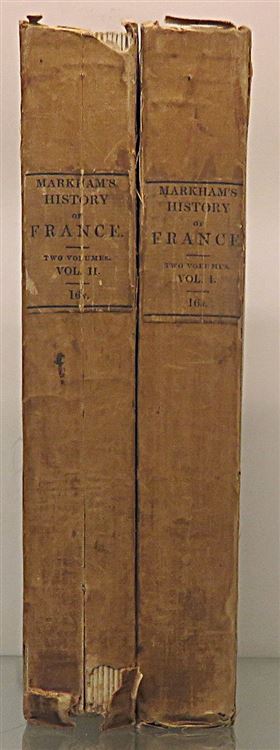 MARKHAM'S
HISTORY
OF
FRANCE.
TWO VOLUMES.
VOL. II.
16s.
MARKHAM'S
HISTORY
OF
FRANCE
TWO VOLUMES.
VOL. I.
16s.